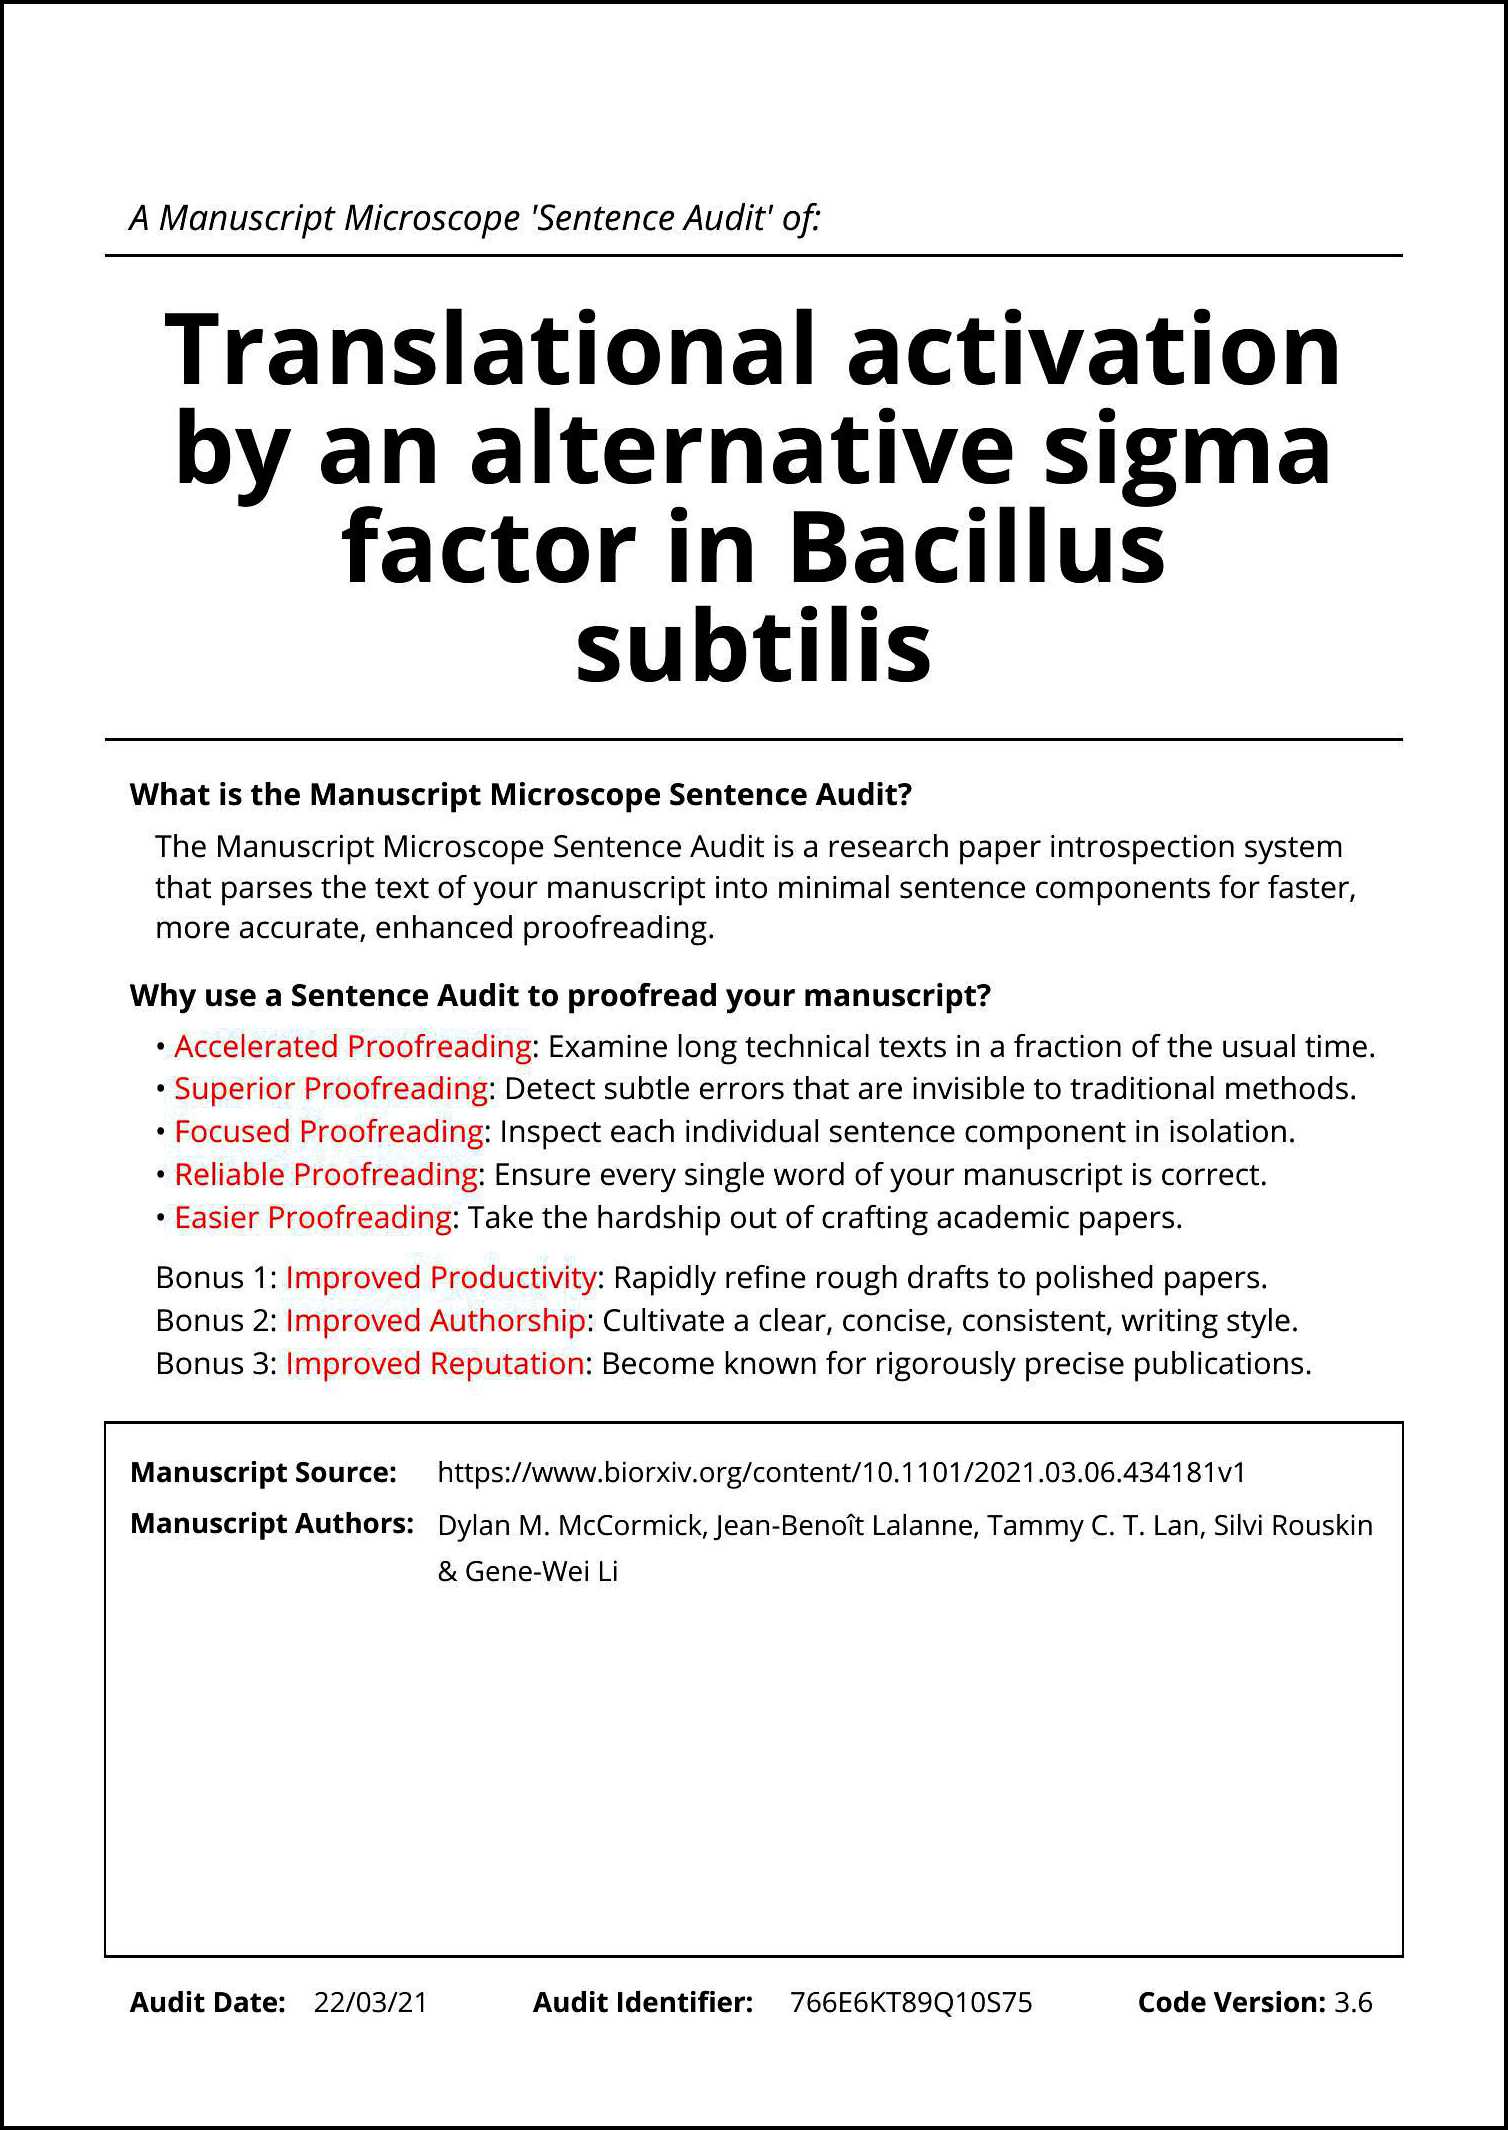 A Manuscript Microscope 'Sentence Audit' of:
Translational activation
by an alternative sigma
factor in Bacillus
subtilis
What is the Manuscript Microscope Sentence Audit?
The Manuscript Microscope Sentence Audit is a research paper introspection system
that parses the text of your manuscript into minimal sentence components for faster,
more accurate, enhanced proofreading.
Why use a Sentence Audit to proofread your manuscript?
• Accelerated Proofreading: Examine long technical texts in a fraction of the usual time.
• Superior Proofreading: Detect subtle errors that are invisible to traditional methods.
• Focused Proofreading: Inspect each individual sentence component in isolation.
• Reliable Proofreading: Ensure every single word of your manuscript is correct.
• Easier Proofreading: Take the hardship out of crafting academic papers.
Bonus 1: Improved Productivity: Rapidly refine rough drafts to polished papers.
Bonus 2: Improved Authorship: Cultivate a clear, concise, consistent, writing style.
Bonus 3: Improved Reputation: Become known for rigorously precise publications.
Manuscript Source: https://www.biorxiv.org/content/10.1101/2021.03.06.434181v1
Manuscript Authors: Dylan M. McCormick, Jean-Benoît Lalanne, Tammy C. T. Lan, Silvi Rouskin
& Gene-Wei Li
Audit Date: 22/03/21 Audit Identifier: 766E6KT89Q10S75 Code Version: 3.6